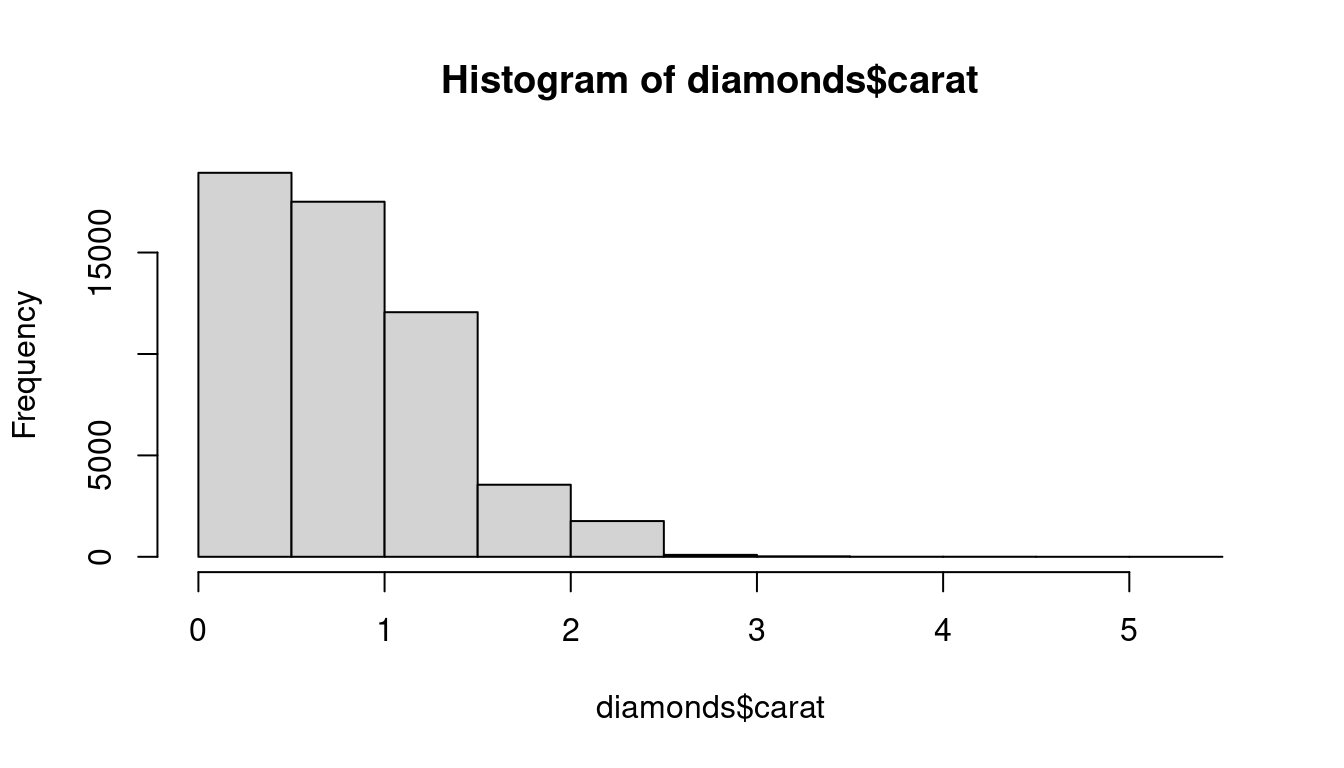 Histogram of diamonds$carat
Frequency
15000
5000
0
0 1 2 3 4 5
diamonds$carat